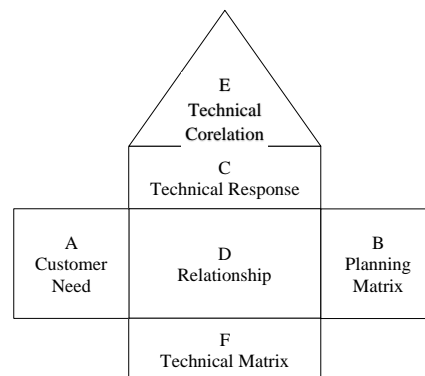 E
Technical
Corelation
C
Technical Response
A
Customer
Need
D
Relationship
B
Planning
Matrix
F
Technical Matrix